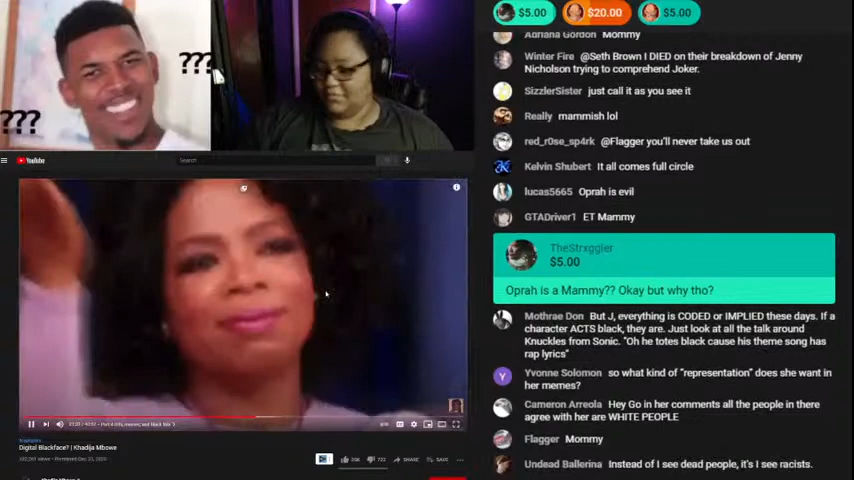 ???
???
YouTube
Search
Digital Blackface? | Khadija Mbowe
SHARE
SAVE
$5.00
$20.00
$5.00
Adriana Gordon Mommy
Winter Fire @Seth Brown I DIED on their breakdown of Jenny
Nicholson trying to comprehend Joker.
SizzlerSister just call it as you see it
Really mammish lol
red_r0se_sp4rk @Flagger you'll never take us out
Kelvin Shubert It all comes full circle
lucas5665 Oprah is evil
GTADriver1 ET Mammy
TheStrxggler
$5.00
Oprah is a Mammy?? Okay but why tho?
Mothrae Don But J, everything is CODED or IMPLIED these days. If a
character ACTS black, they are. Just look at all the talk around
Knuckles from Sonic. "Oh he totes black cause his theme song has
rap lyrics"
Y
Yvonne Solomon so what kind of "representation" does she want in
her memes?
Cameron Arreola Hey Go in her comments all the people in there
agree with her are WHITE PEOPLE
Flagger Mommy
Undead Ballerina Instead of I see dead people, it's I see racists.